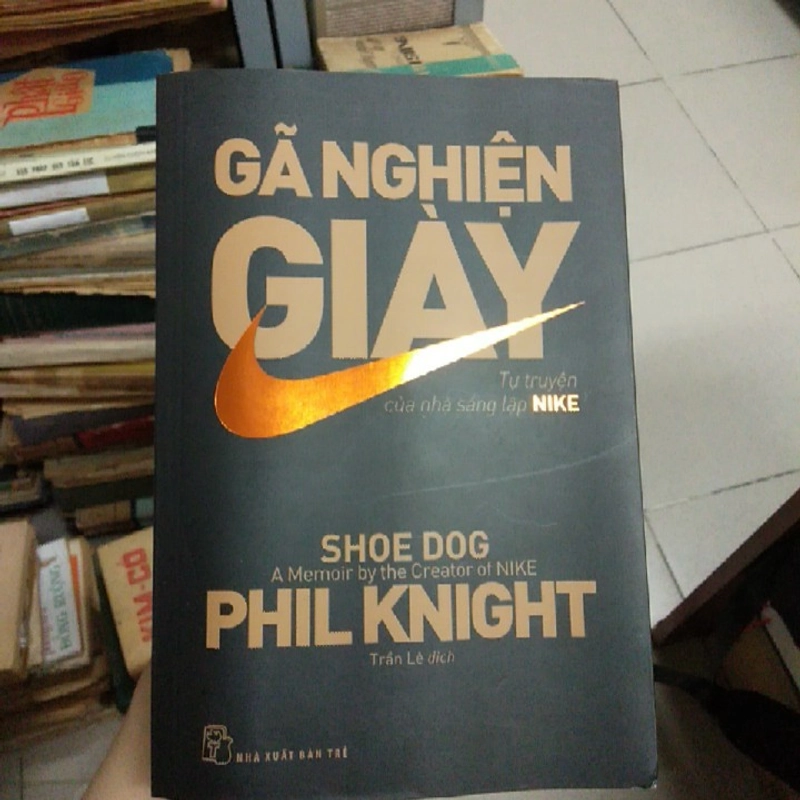 GÃ NGHIỆN
GIÀY
Tự truyện
của nhà sáng lập NIKE
SHOE DOG
A Memoir by the Creator of NIKE
PHIL KNIGHT
Trần Lê dịch
NHÀ XUẤT BẢN TRẺ